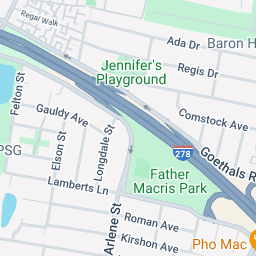 Regal Walk
Ada Dr
Baron H
Jennifer's
Playground
Regis Dr
Felton St
Gauldy Ave
Comstock Ave
Elson St
Longdale St
PSG
278
Goethals R
Father
Macris Park
Lamberts Ln
Arlene St
Roman Ave
Kirshon Ave
Pho Mac